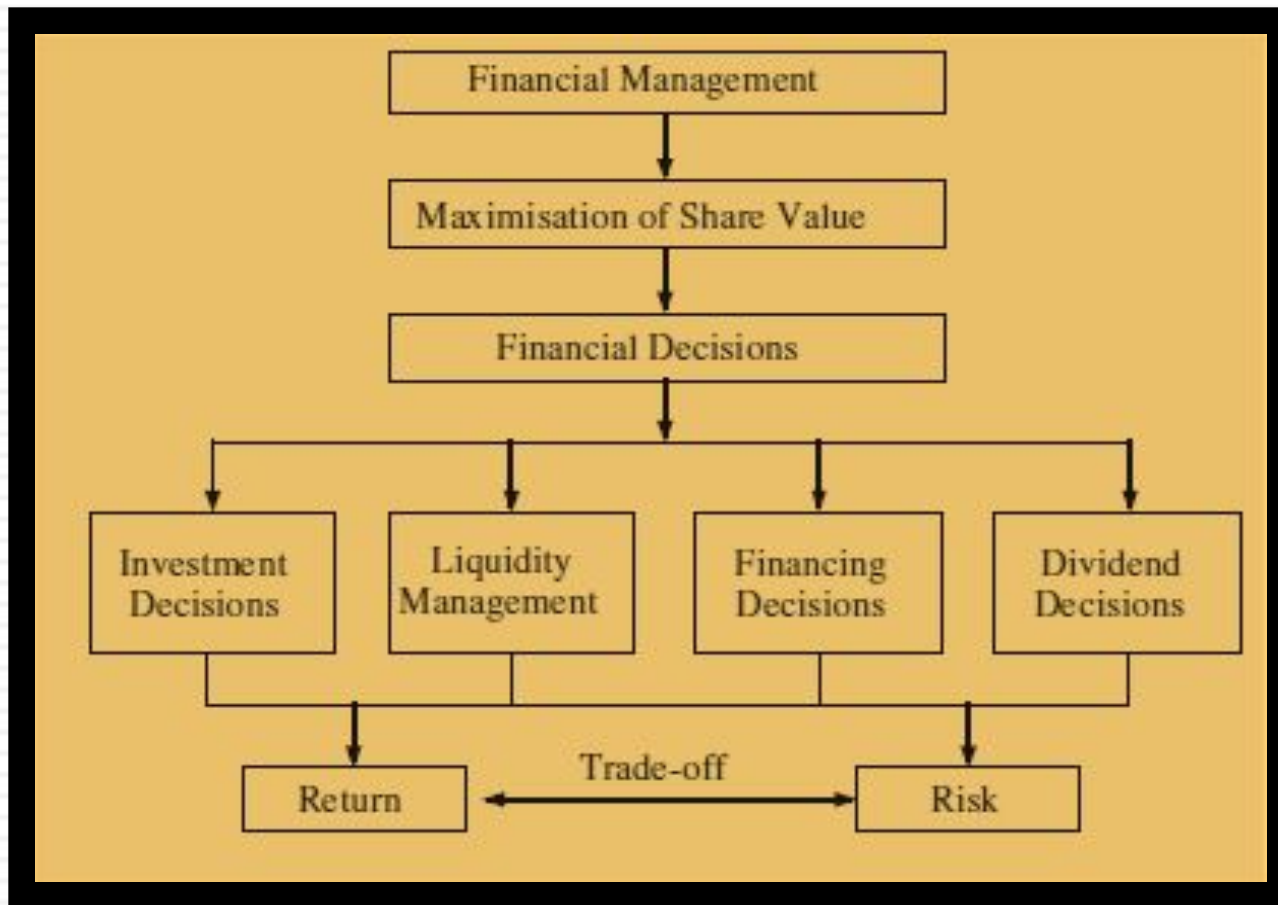 Financial Management
Maximisation of Share Value
Financial Decisions
Investment
Decisions
Liquidity
Management
Financing
Decisions
Dividend
Decisions
Trade-off
Return
Risk